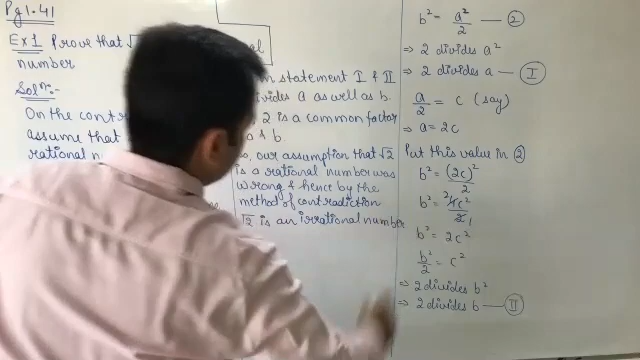 Pg 1.41
Ex 1 Prove that √
number
Solⁿ:-
On the contr
assume that
rational n
statement I & II
divides a as well as b.
2 is a common factor
& b
our assumption that √2
is a rational number was
wrong & hence by the
method of contradiction
√2 is an irrational number
b² = a²/2 — ②
⇒ 2 divides a²
⇒ 2 divides a — Ⅰ
a/2 = c (say)
⇒ a = 2c
Put this value in ②
b² = (2c)²/2
b² = ²4c²/2₁
b² = 2c²
b²/2 = c²
⇒ 2 divides b²
⇒ 2 divides b — Ⅱ